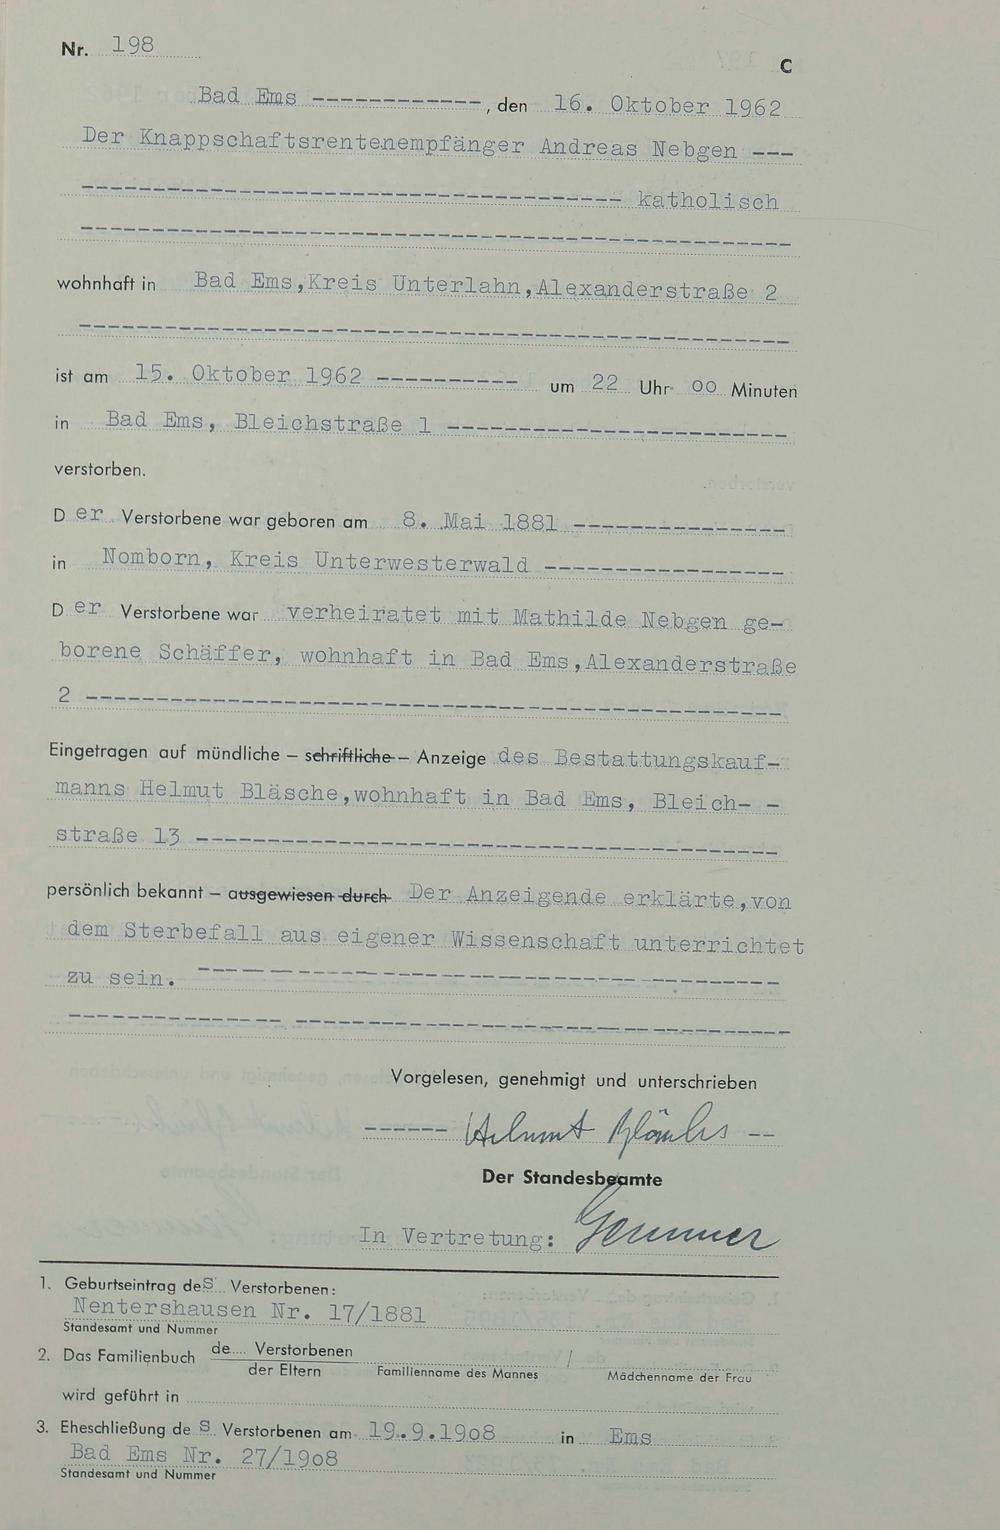 Nr. 198
C
Bad Ems ------------, den 16. Oktober 1962
Der Knappschaftsrentenempfänger Andreas Nebgen ---
-------------------------------------- katholisch
--------------------------------------------------
wohnhaft in Bad Ems,Kreis Unterlahn,Alexanderstraße 2
--------------------------------------------------
ist am 15. Oktober 1962 ---------- um 22 Uhr oo Minuten
in Bad Ems, Bleichstraße 1 ------------------------
verstorben.
Der Verstorbene war geboren am 8. Mai 1881 ---------------
in Nomborn, Kreis Unterwesterwald -----------------
Der Verstorbene war verheiratet mit Mathilde Nebgen ge-
borene Schäffer, wohnhaft in Bad Ems,Alexanderstraße
2 -------------------------------------------------
Eingetragen auf mündliche – schriftliche – Anzeige des Bestattungskauf-
manns Helmut Bläsche,wohnhaft in Bad Ems, Bleich- -
straße 13 -----------------------------------------
persönlich bekannt – ausgewiesen durch Der Anzeigende erklärte,von
dem Sterbefall aus eigener Wissenschaft unterrichtet
zu sein. -----------------------------------------
--------------------------------------------------
Vorgelesen, genehmigt und unterschrieben
------ Helmut Bläsche --
Der Standesbeamte
In Vertretung:
1. Geburtseintrag des Verstorbenen:
Nentershausen Nr. 17/1881
Standesamt und Nummer
2. Das Familienbuch de.... Verstorbenen /
der Eltern Familienname des Mannes Mädchenname der Frau
wird geführt in
3. Eheschließung des Verstorbenen am 19.9.19o8 in Ems
Bad Ems Nr. 27/19o8
Standesamt und Nummer